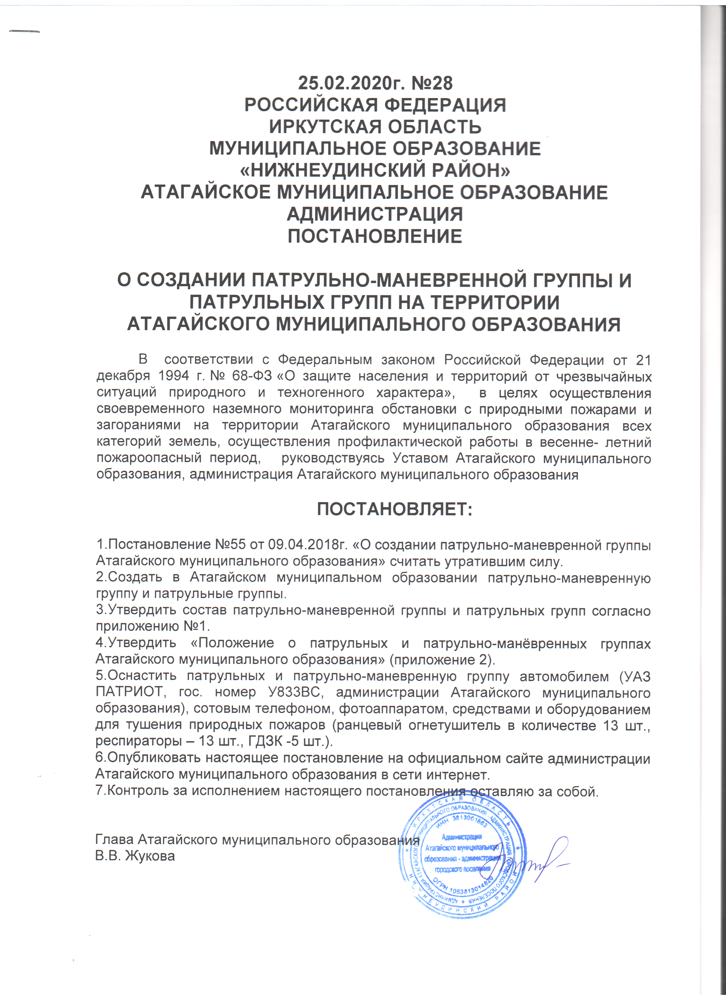 25.02.2020г. №28
РОССИЙСКАЯ ФЕДЕРАЦИЯ
ИРКУТСКАЯ ОБЛАСТЬ
МУНИЦИПАЛЬНОЕ ОБРАЗОВАНИЕ
«НИЖНЕУДИНСКИЙ РАЙОН»
АТАГАЙСКОЕ МУНИЦИПАЛЬНОЕ ОБРАЗОВАНИЕ
АДМИНИСТРАЦИЯ
ПОСТАНОВЛЕНИЕ
О СОЗДАНИИ ПАТРУЛЬНО-МАНЕВРЕННОЙ ГРУППЫ И
ПАТРУЛЬНЫХ ГРУПП НА ТЕРРИТОРИИ
АТАГАЙСКОГО МУНИЦИПАЛЬНОГО ОБРАЗОВАНИЯ
В соответствии с Федеральным законом Российской Федерации от 21
декабря 1994 г. № 68-ФЗ «О защите населения и территорий от чрезвычайных
ситуаций природного и техногенного характера», в целях осуществления
своевременного наземного мониторинга обстановки с природными пожарами и
загораниями на территории Атагайского муниципального образования всех
категорий земель, осуществления профилактической работы в весенне- летний
пожароопасный период, руководствуясь Уставом Атагайского муниципального
образования, администрация Атагайского муниципального образования
ПОСТАНОВЛЯЕТ:
1.Постановление №55 от 09.04.2018г. «О создании патрульно-маневренной группы
Атагайского муниципального образования» считать утратившим силу.
2.Создать в Атагайском муниципальном образовании патрульно-маневренную
группу и патрульные группы.
3.Утвердить состав патрульно-маневренной группы и патрульных групп согласно
приложению №1.
4.Утвердить «Положение о патрульных и патрульно-манёвренных группах
Атагайского муниципального образования» (приложение 2).
5.Оснастить патрульных и патрульно-маневренную группу автомобилем (УАЗ
ПАТРИОТ, гос. номер У833ВС, администрации Атагайского муниципального
образования), сотовым телефоном, фотоаппаратом, средствами и оборудованием
для тушения природных пожаров (ранцевый огнетушитель в количестве 13 шт.,
респираторы – 13 шт., ГДЗК -5 шт.).
6.Опубликовать настоящее постановление на официальном сайте администрации
Атагайского муниципального образования в сети интернет.
7.Контроль за исполнением настоящего постановления оставляю за собой.
Глава Атагайского муниципального образования
В.В. Жукова
ИРКУТСКАЯ ОБЛАСТЬ
НИЖНЕУДИНСКИЙ РАЙОН
АДМИНИСТРАЦИЯ АТАГАЙСКОГО МУНИЦИПАЛЬНОГО ОБРАЗОВАНИЯ - АДМИНИСТРАЦИЯ ГОРОДСКОГО ПОСЕЛЕНИЯ
ИНН 3813001863
Администрация
Атагайского муниципального
образования - администрация
городского поселения
ОГРН 1053813014820